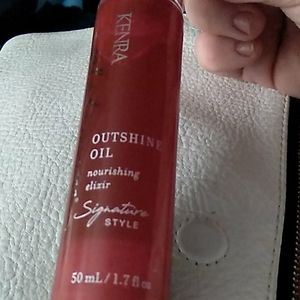 KENRA
OUTSHINE
OIL
nourishing
elixir
Signature
STYLE
50 mL / 1.7 fl oz